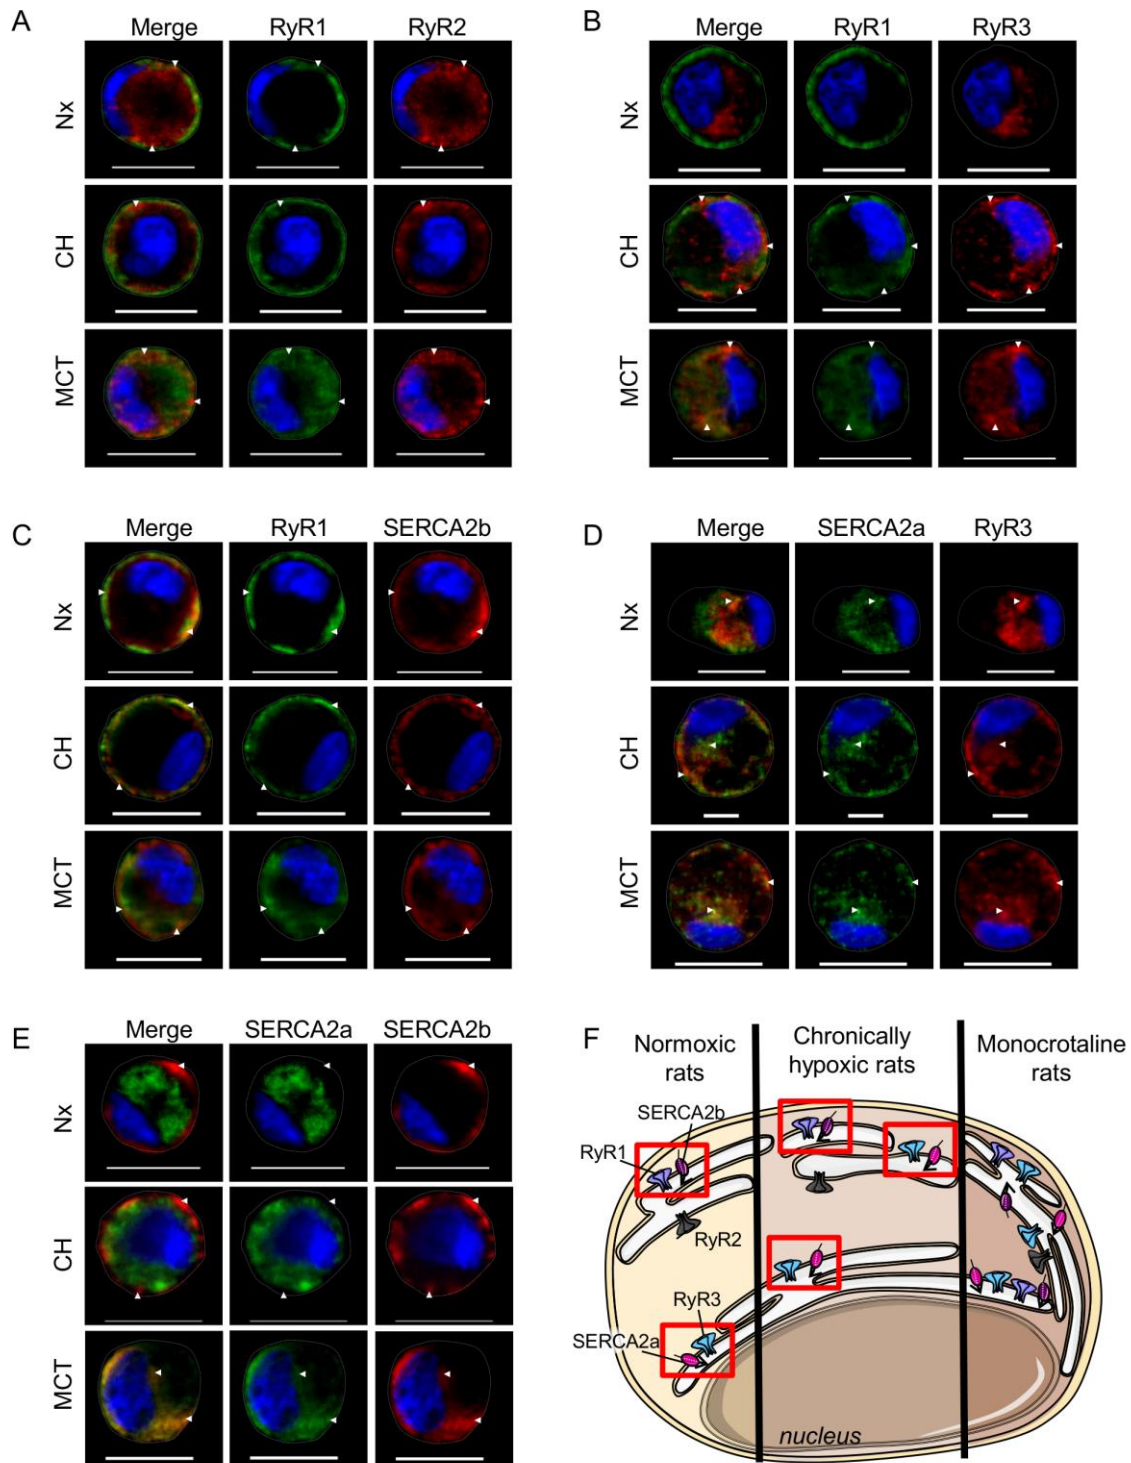 A
Merge RyR1 RyR2
Nx
CH
MCT
B
Merge RyR1 RyR3
Nx
CH
MCT
C
Merge RyR1 SERCA2b
Nx
CH
MCT
D
Merge SERCA2a RyR3
Nx
CH
MCT
E
Merge SERCA2a SERCA2b
Nx
CH
MCT
F
Normoxic
rats
Chronically
hypoxic rats
Monocrotaline
rats
SERCA2b
RyR1
RyR2
RyR3
SERCA2a
nucleus